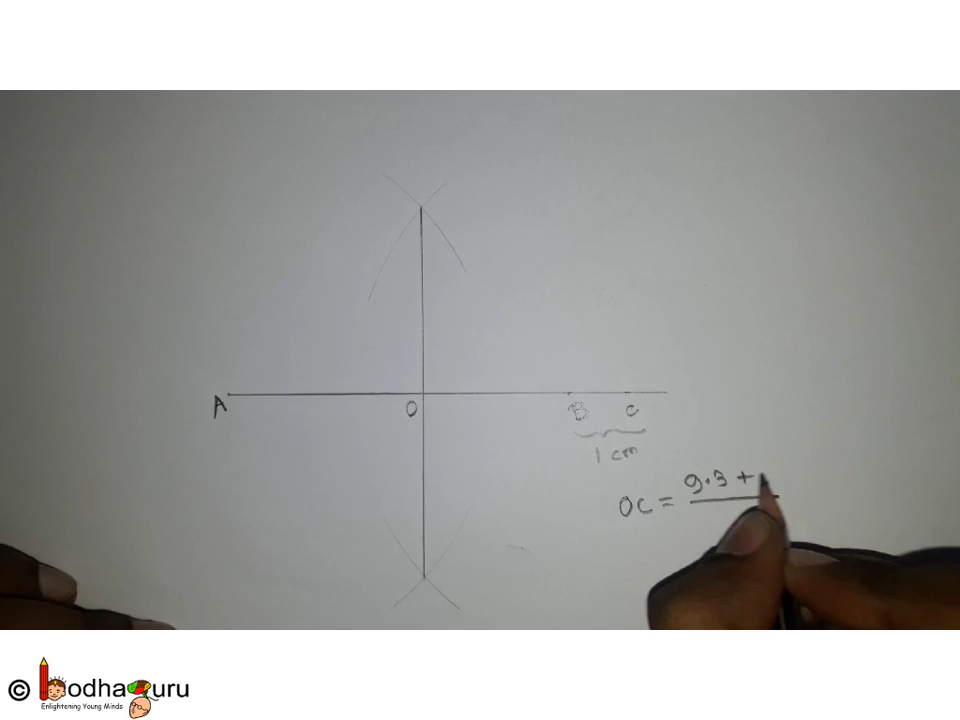 A O B C
1 cm
OC = 9.3 +
© BodhaGuru
Enlightening Young Minds